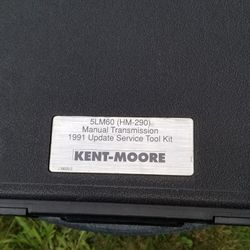 5LM60 (HM-290)
Manual Transmission
1991 Update Service Tool Kit
KENT-MOORE